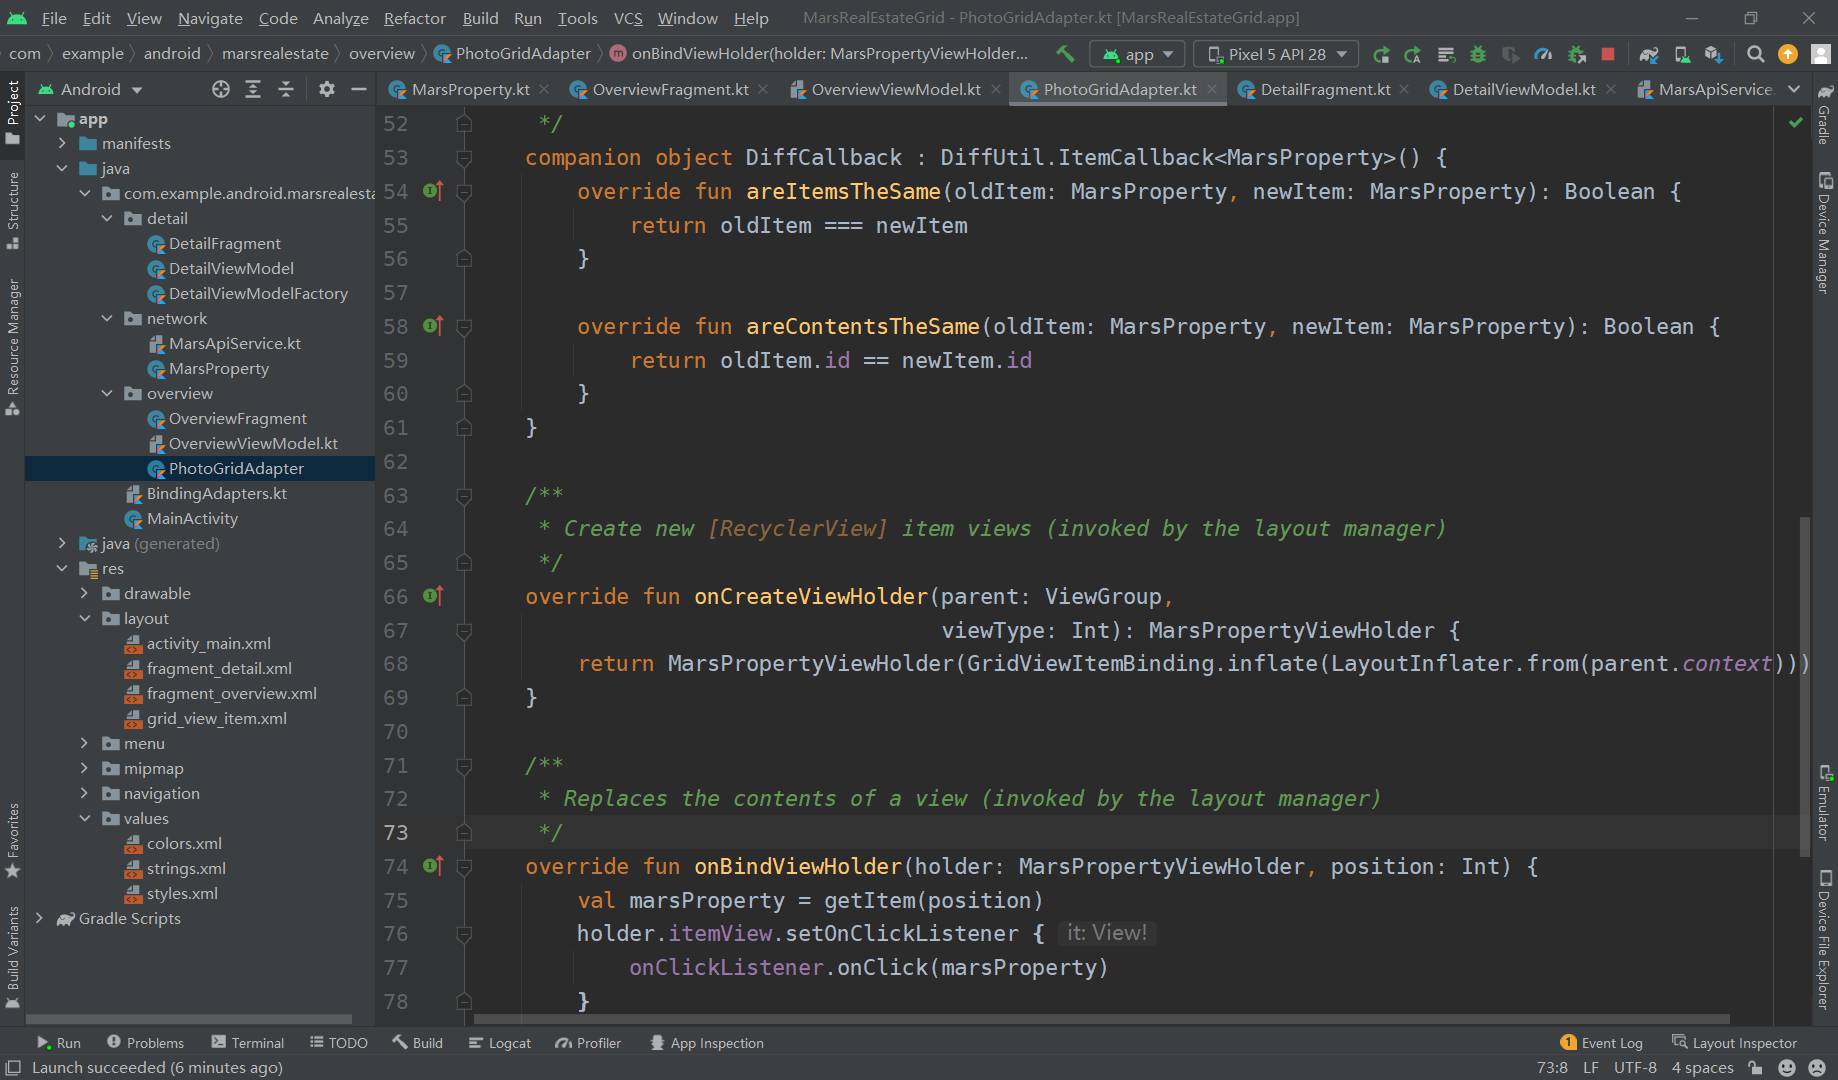 File Edit View Navigate Code Analyze Refactor Build Run Tools VCS Window Help MarsRealEstateGrid - PhotoGridAdapter.kt [MarsRealEstateGrid.app]
com example android marsrealestate overview PhotoGridAdapter onBindViewHolder(holder: MarsPropertyViewHolder... app Pixel 5 API 28
Android MarsProperty.kt OverviewFragment.kt OverviewViewModel.kt PhotoGridAdapter.kt DetailFragment.kt DetailViewModel.kt MarsApiService.
Project
Structure
Resource Manager
Favorites
Build Variants
app
manifests
java
com.example.android.marsrealesta
detail
DetailFragment
DetailViewModel
DetailViewModelFactory
network
MarsApiService.kt
MarsProperty
overview
OverviewFragment
OverviewViewModel.kt
PhotoGridAdapter
BindingAdapters.kt
MainActivity
java (generated)
res
drawable
layout
activity_main.xml
fragment_detail.xml
fragment_overview.xml
grid_view_item.xml
menu
mipmap
navigation
values
colors.xml
strings.xml
styles.xml
Gradle Scripts
52 */
53 companion object DiffCallback : DiffUtil.ItemCallback<MarsProperty>() {
54 override fun areItemsTheSame(oldItem: MarsProperty, newItem: MarsProperty): Boolean {
55 return oldItem === newItem
56 }
57
58 override fun areContentsTheSame(oldItem: MarsProperty, newItem: MarsProperty): Boolean {
59 return oldItem.id == newItem.id
60 }
61 }
62
63 /**
64 * Create new [RecyclerView] item views (invoked by the layout manager)
65 */
66 override fun onCreateViewHolder(parent: ViewGroup,
67 viewType: Int): MarsPropertyViewHolder {
68 return MarsPropertyViewHolder(GridViewItemBinding.inflate(LayoutInflater.from(parent.context)))
69 }
70
71 /**
72 * Replaces the contents of a view (invoked by the layout manager)
73 */
74 override fun onBindViewHolder(holder: MarsPropertyViewHolder, position: Int) {
75 val marsProperty = getItem(position)
76 holder.itemView.setOnClickListener { it: View!
77 onClickListener.onClick(marsProperty)
78 }
Gradle
Device Manager
Emulator
Device File Explorer
Run Problems Terminal TODO Build Logcat Profiler App Inspection 1 Event Log Layout Inspector
Launch succeeded (6 minutes ago) 73:8 LF UTF-8 4 spaces